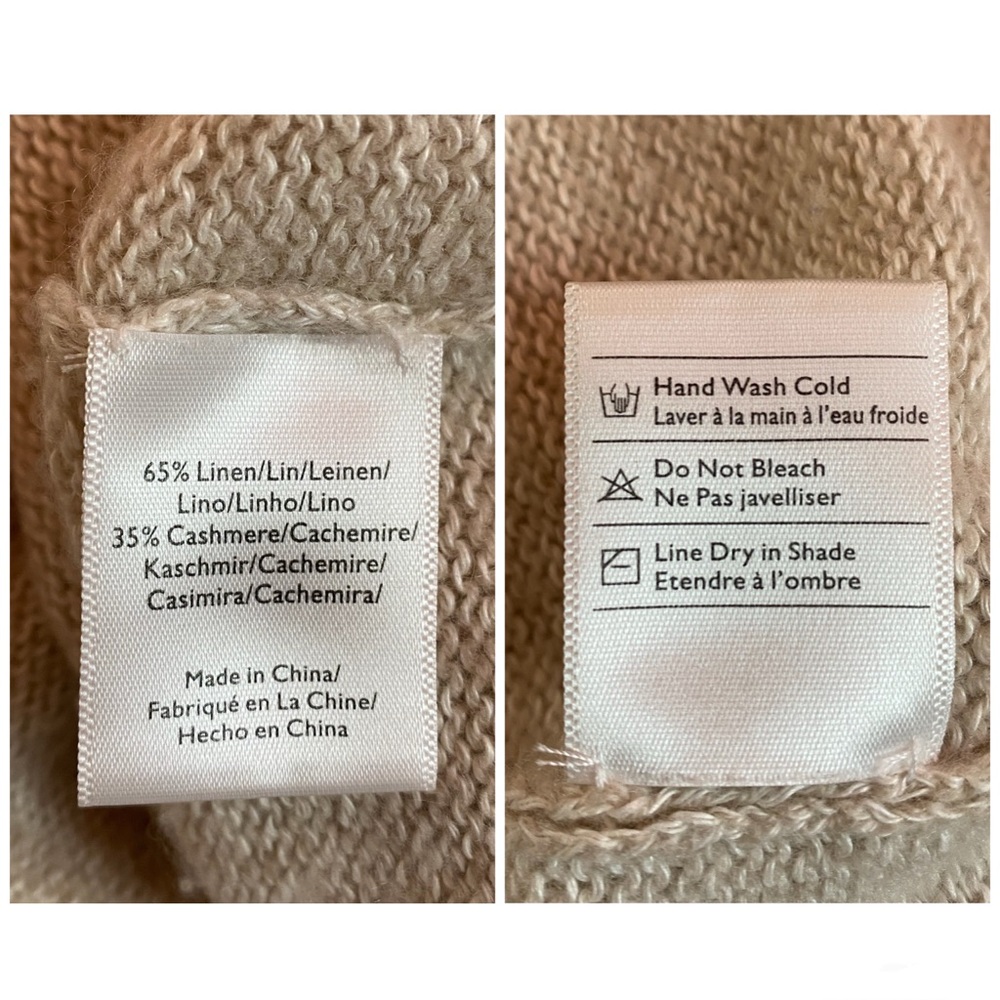 65% Linen/Lin/Leinen/
Lino/Linho/Lino
35% Cashmere/Cachemire/
Kaschmir/Cachemire/
Casimira/Cachemira/
Made in China/
Fabriqué en La Chine/
Hecho en China
Hand Wash Cold
Laver à la main à l'eau froide
Do Not Bleach
Ne Pas javelliser
Line Dry in Shade
Etendre à l'ombre